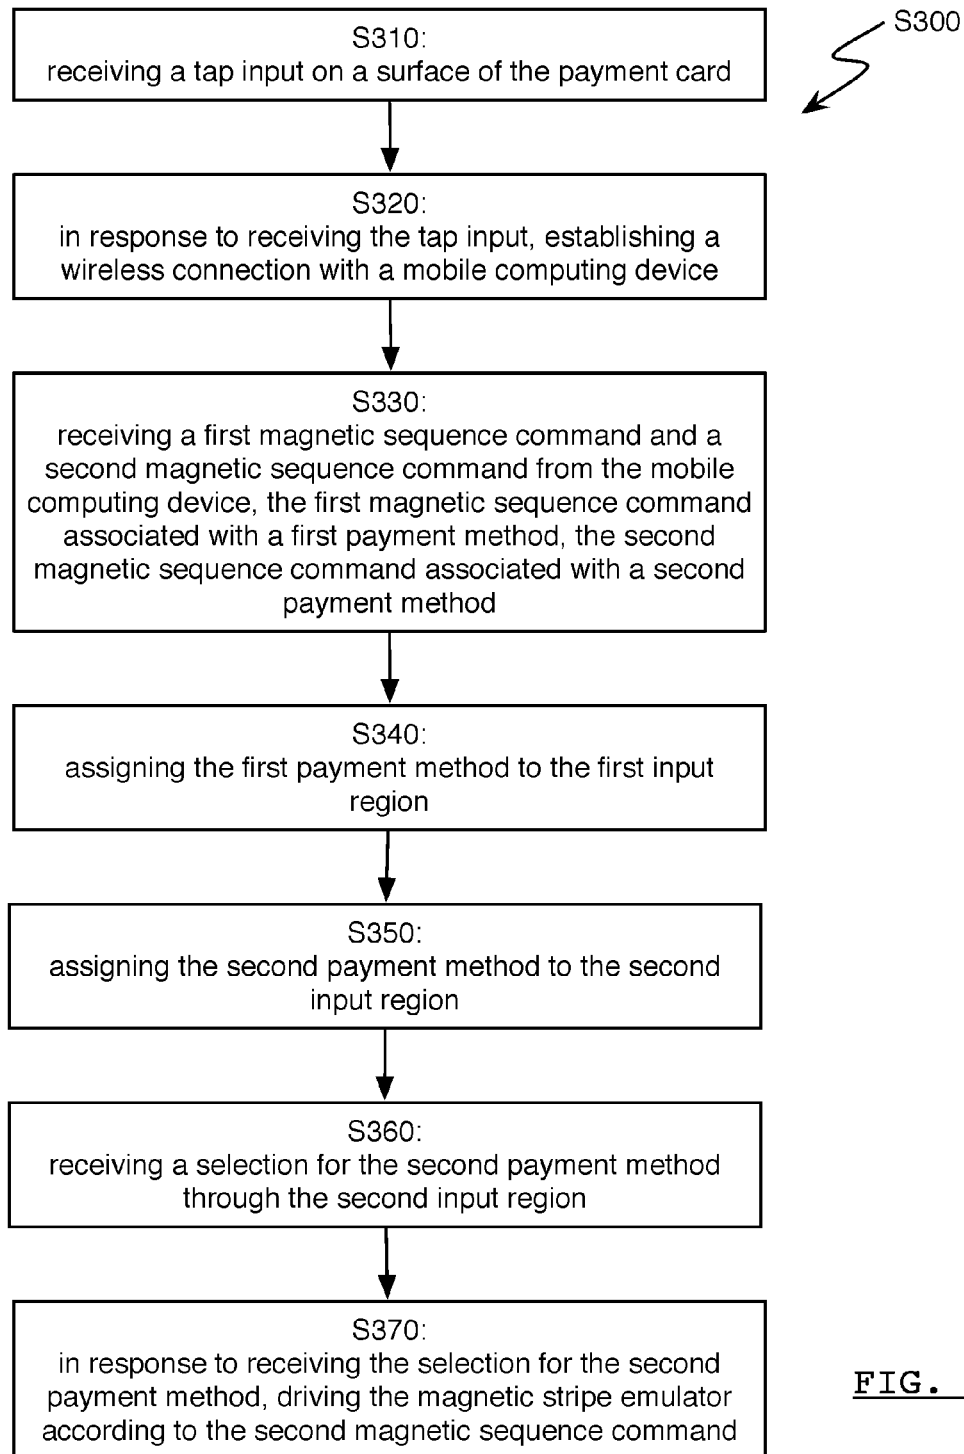 S300
S310:
receiving a tap input on a surface of the payment card
S320:
in response to receiving the tap input, establishing a
wireless connection with a mobile computing device
S330:
receiving a first magnetic sequence command and a
second magnetic sequence command from the mobile
computing device, the first magnetic sequence command
associated with a first payment method, the second
magnetic sequence command associated with a second
payment method
S340:
assigning the first payment method to the first input
region
S350:
assigning the second payment method to the second
input region
S360:
receiving a selection for the second payment method
through the second input region
S370:
in response to receiving the selection for the second
payment method, driving the magnetic stripe emulator
according to the second magnetic sequence command
FIG.